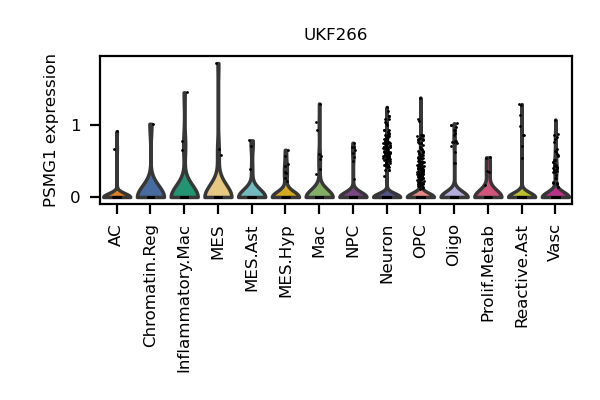 UKF266
PSMG1 expression
1
0
AC
Chromatin.Reg
Inflammatory.Mac
MES
MES.Ast
MES.Hyp
Mac
NPC
Neuron
OPC
Oligo
Prolif.Metab
Reactive.Ast
Vasc